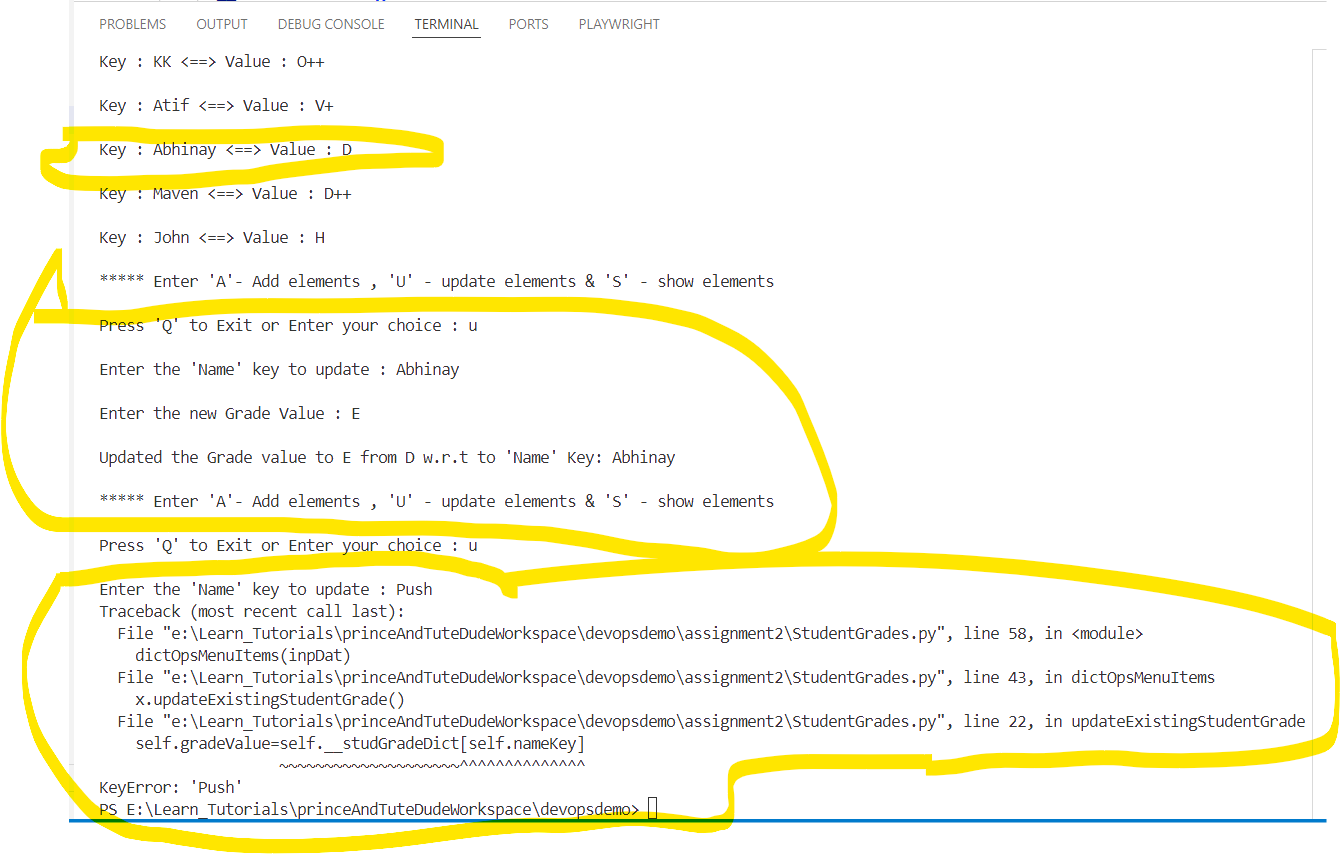 PROBLEMS OUTPUT DEBUG CONSOLE TERMINAL PORTS PLAYWRIGHT
Key : KK <==> Value : O++
Key : Atif <==> Value : V+
Key : Abhinay <==> Value : D
Key : Maven <==> Value : D++
Key : John <==> Value : H
***** Enter 'A'- Add elements , 'U' - update elements & 'S' - show elements
Press 'Q' to Exit or Enter your choice : u
Enter the 'Name' key to update : Abhinay
Enter the new Grade Value : E
Updated the Grade value to E from D w.r.t to 'Name' Key: Abhinay
***** Enter 'A'- Add elements , 'U' - update elements & 'S' - show elements
Press 'Q' to Exit or Enter your choice : u
Enter the 'Name' key to update : Push
Traceback (most recent call last):
  File "e:\Learn_Tutorials\princeAndTuteDudeWorkspace\devopsdemo\assignment2\StudentGrades.py", line 58, in <module>
    dictOpsMenuItems(inpDat)
  File "e:\Learn_Tutorials\princeAndTuteDudeWorkspace\devopsdemo\assignment2\StudentGrades.py", line 43, in dictOpsMenuItems
    x.updateExistingStudentGrade()
  File "e:\Learn_Tutorials\princeAndTuteDudeWorkspace\devopsdemo\assignment2\StudentGrades.py", line 22, in updateExistingStudentGrade
    self.gradeValue=self.__studGradeDict[self.nameKey]
                    ~~~~~~~~~~~~~~~~~~~~^^^^^^^^^^^^^^
KeyError: 'Push'
PS E:\Learn_Tutorials\princeAndTuteDudeWorkspace\devopsdemo>